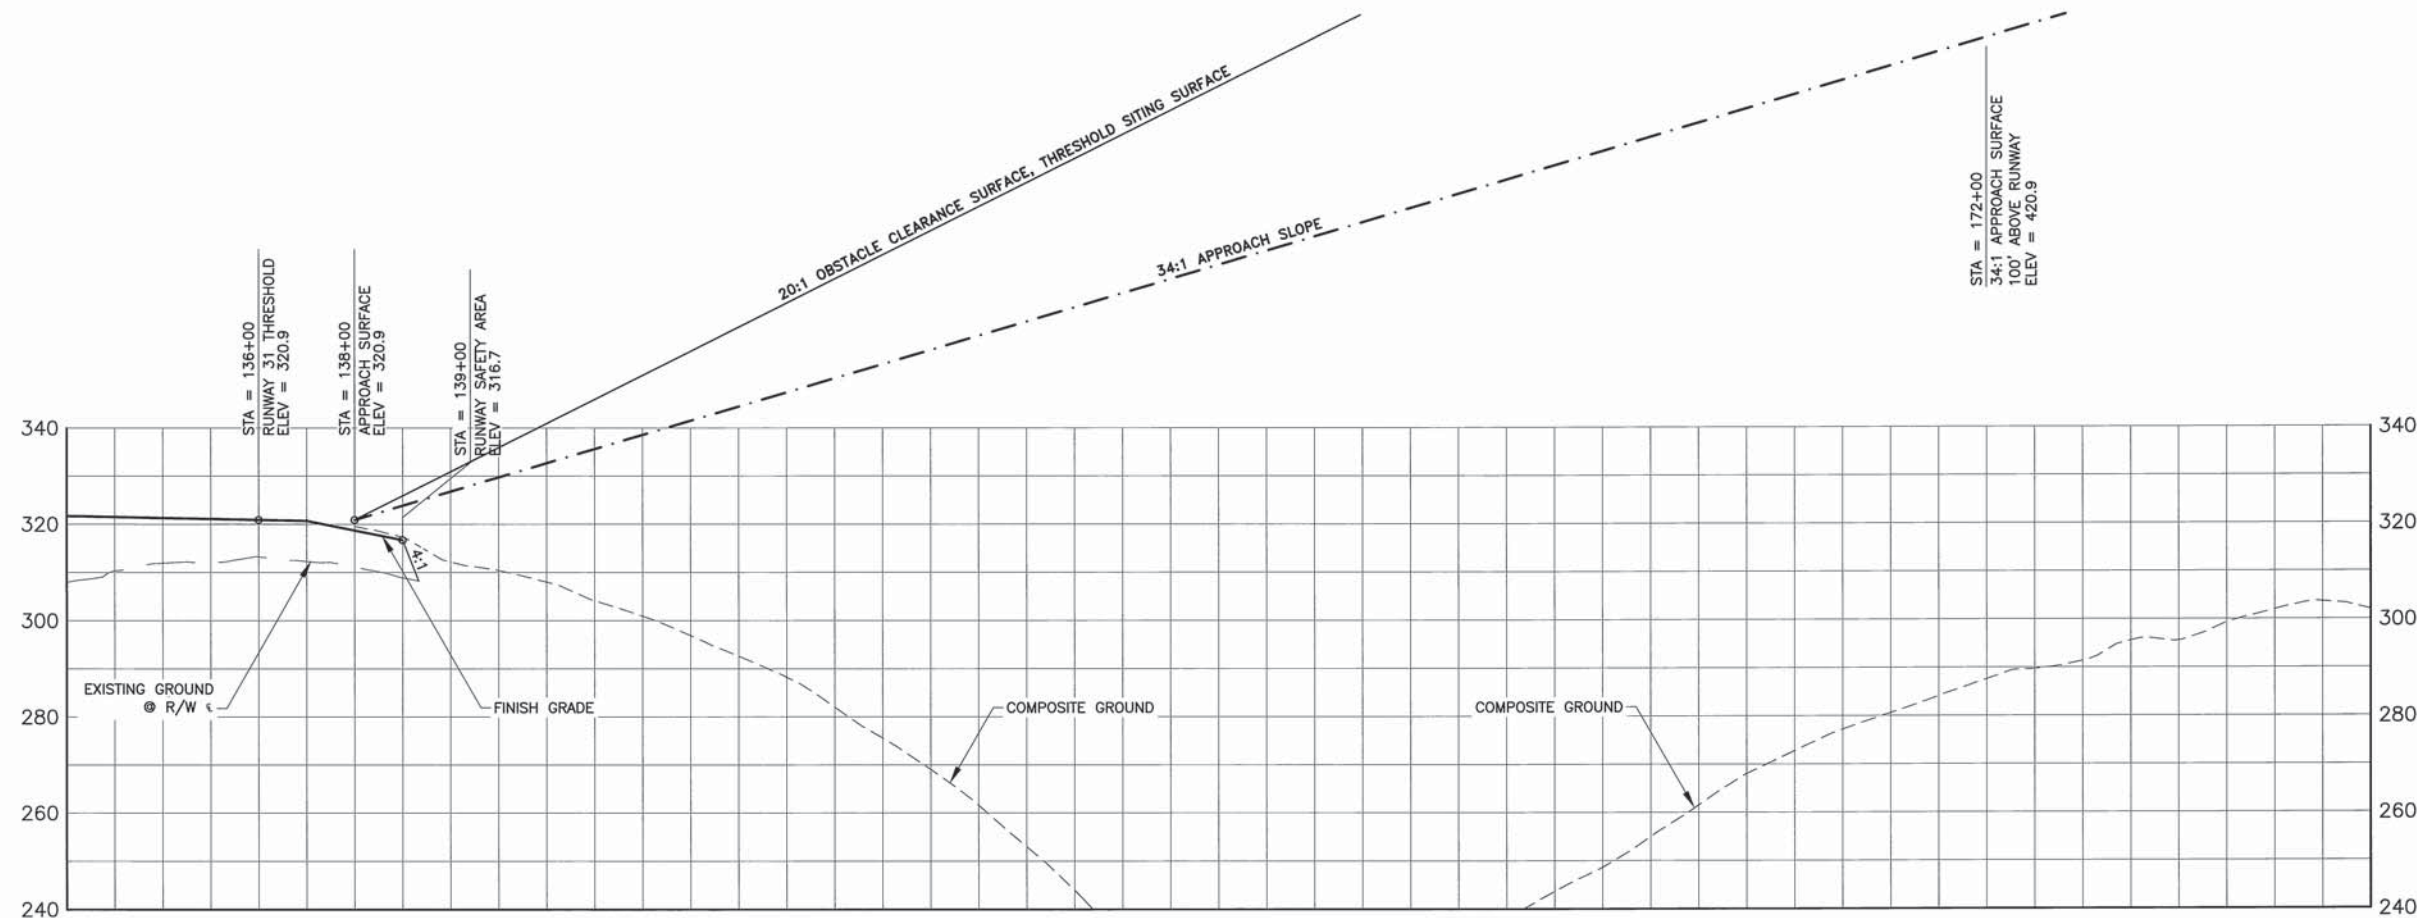 20:1 OBSTACLE CLEARANCE SURFACE, THRESHOLD SITING SURFACE
34:1 APPROACH SLOPE
STA = 172+00
34:1 APPROACH SURFACE
100' ABOVE RUNWAY
ELEV = 420.9
STA = 136+00
RUNWAY 31 THRESHOLD
ELEV = 320.9
STA = 138+00
APPROACH SURFACE
ELEV = 320.9
STA = 139+00
RUNWAY SAFETY AREA
ELEV = 316.7
340
320
300
280
260
240
4:1
EXISTING GROUND
@ R/W ℄
FINISH GRADE
COMPOSITE GROUND
COMPOSITE GROUND
340
320
300
280
260
240